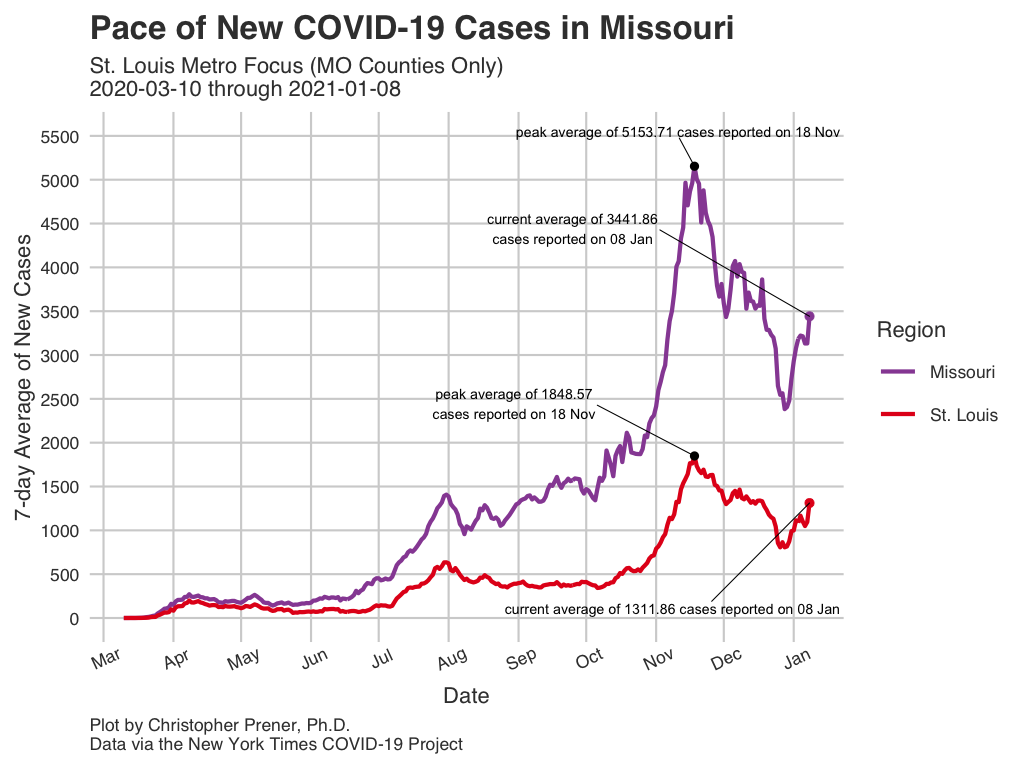 Pace of New COVID-19 Cases in Missouri
St. Louis Metro Focus (MO Counties Only)
2020-03-10 through 2021-01-08
7-day Average of New Cases
5500
5000
4500
4000
3500
3000
2500
2000
1500
1000
500
0
peak average of 5153.71 cases reported on 18 Nov
current average of 3441.86
cases reported on 08 Jan
peak average of 1848.57
cases reported on 18 Nov
current average of 1311.86 cases reported on 08 Jan
Region
Missouri
St. Louis
Mar
Apr
May
Jun
Jul
Aug
Sep
Oct
Nov
Dec
Jan
Date
Plot by Christopher Prener, Ph.D.
Data via the New York Times COVID-19 Project